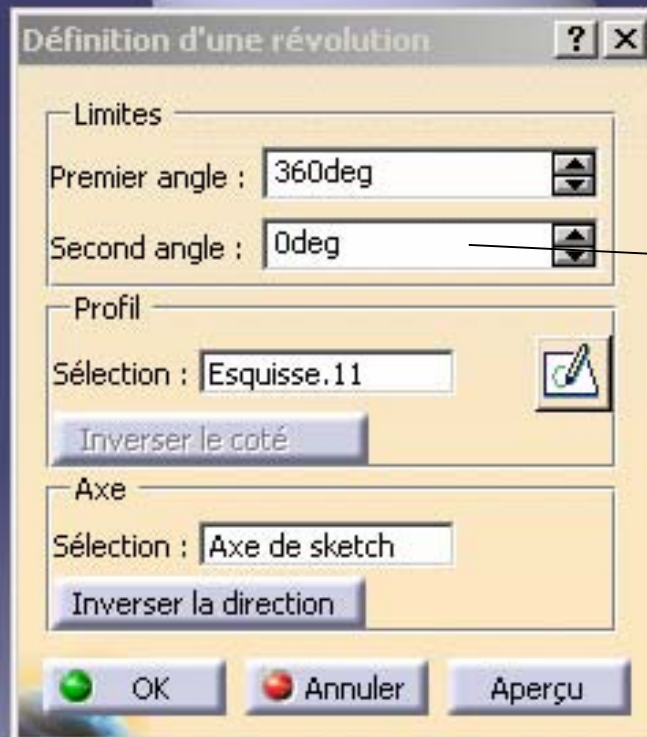 Définition d'une révolution
Limites
Premier angle : 360deg
Second angle : 0deg
Profil
Sélection : Esquisse.11
Inverser le coté
Axe
Sélection : Axe de sketch
Inverser la direction
OK Annuler Aperçu